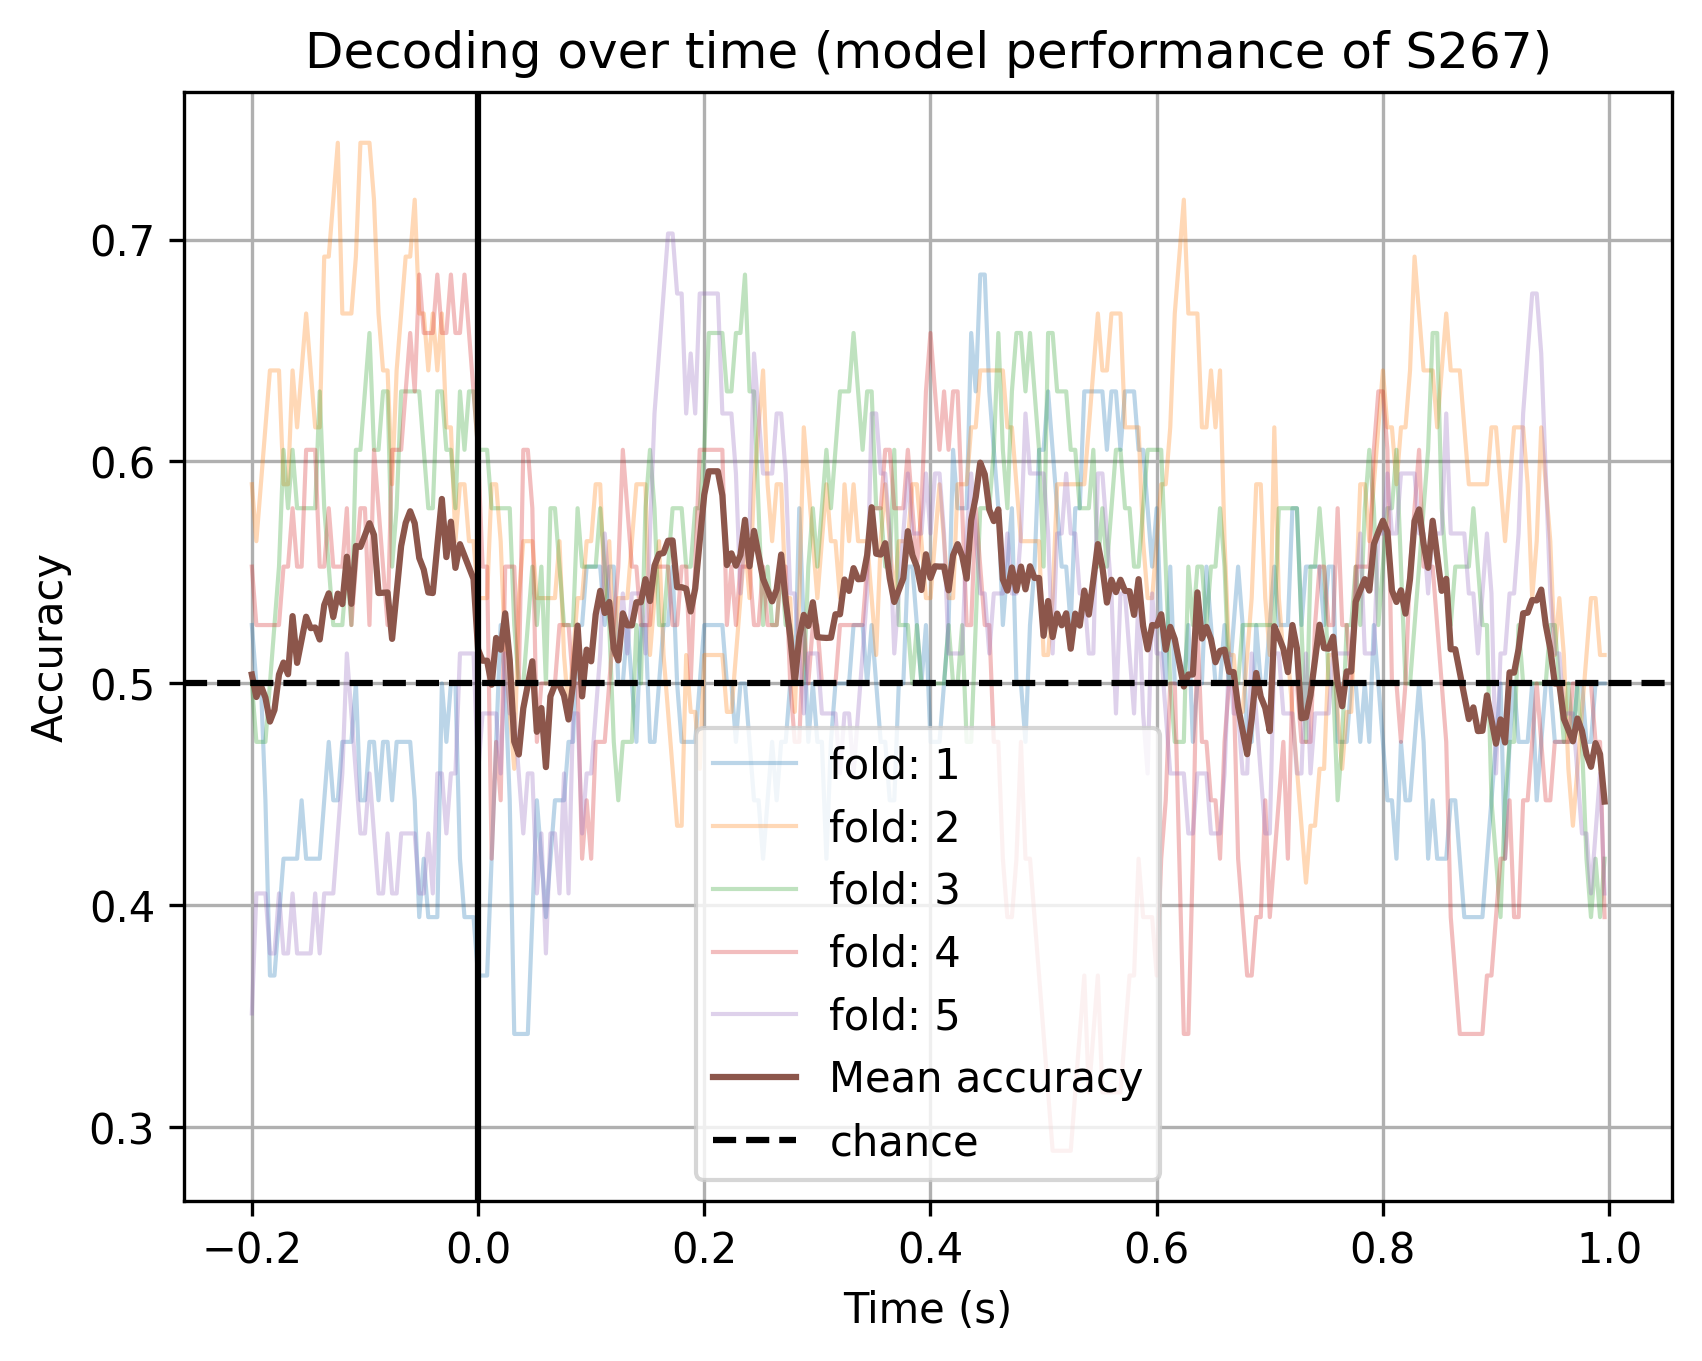 Decoding over time (model performance of S267)
Accuracy
0.7
0.6
0.5
0.4
0.3
fold: 1
fold: 2
fold: 3
fold: 4
fold: 5
Mean accuracy
chance
−0.2 0.0 0.2 0.4 0.6 0.8 1.0
Time (s)